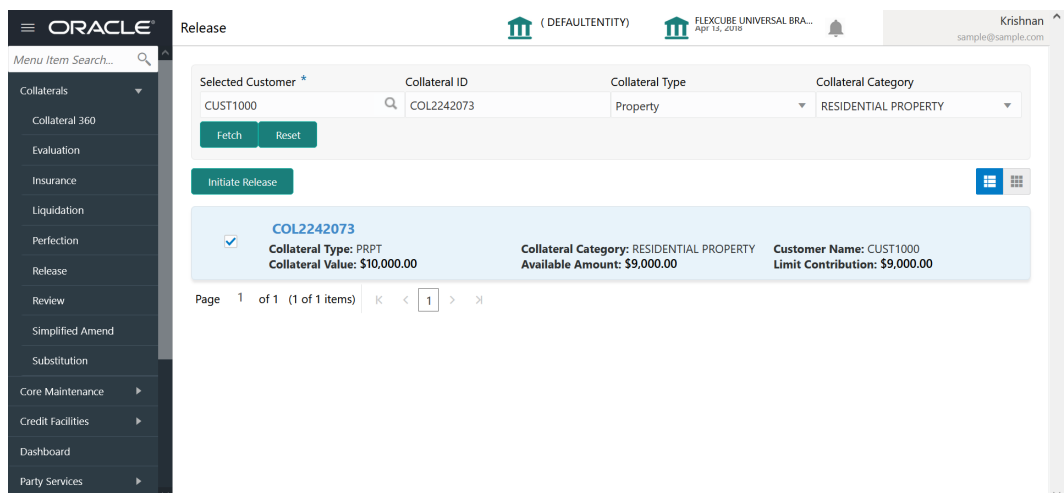 ORACLE
Release
( DEFAULTENTITY)
FLEXCUBE UNIVERSAL BRA...
Apr 13, 2018
Krishnan
sample@sample.com
Menu Item Search...
Collaterals
Collateral 360
Evaluation
Insurance
Liquidation
Perfection
Release
Review
Simplified Amend
Substitution
Core Maintenance
Credit Facilities
Dashboard
Party Services
Selected Customer *
Collateral ID
Collateral Type
Collateral Category
CUST1000
COL2242073
Property
RESIDENTIAL PROPERTY
Fetch
Reset
Initiate Release
COL2242073
Collateral Type: PRPT
Collateral Category: RESIDENTIAL PROPERTY
Customer Name: CUST1000
Collateral Value: $10,000.00
Available Amount: $9,000.00
Limit Contribution: $9,000.00
Page 1 of 1 (1 of 1 items) 1